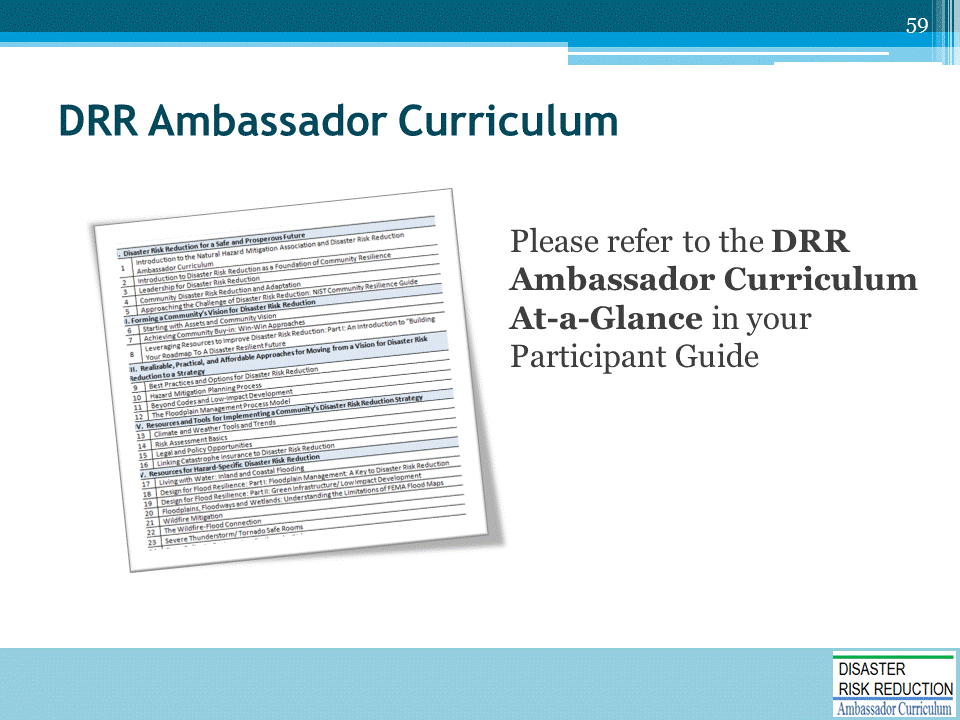 59
DRR Ambassador Curriculum
. Disaster Risk Reduction for a Safe and Prosperous Future
1 Introduction to the Natural Hazard Mitigation Association and Disaster Risk Reduction
Ambassador Curriculum
2 Introduction to Disaster Risk Reduction as a Foundation of Community Resilience
3 Leadership for Disaster Risk Reduction
4 Community Disaster Risk Reduction and Adaptation
5 Approaching the Challenge of Disaster Risk Reduction: NIST Community Resilience Guide
I. Forming a Community's Vision for Disaster Risk Reduction
6 Starting with Assets and Community Vision
7 Achieving Community Buy-in: Win-Win Approaches
8 Leveraging Resources to Improve Disaster Risk Reduction: Part I: An Introduction to "Building
Your Roadmap To A Disaster Resilient Future
III. Realizable, Practical, and Affordable Approaches for Moving from a Vision for Disaster Risk
Reduction to a Strategy
9 Best Practices and Options for Disaster Risk Reduction
10 Hazard Mitigation Planning Process
11 Beyond Codes and Low-Impact Development
12 The Floodplain Management Process Model
V. Resources and Tools for Implementing a Community's Disaster Risk Reduction Strategy
13 Climate and Weather Tools and Trends
14 Risk Assessment Basics
15 Legal and Policy Opportunities
16 Linking Catastrophe Insurance to Disaster Risk Reduction
V. Resources for Hazard-Specific Disaster Risk Reduction
17 Living with Water: Inland and Coastal Flooding
18 Design for Flood Resilience: Part I: Floodplain Management: A Key to Disaster Risk Reduction
19 Design for Flood Resilience: Part II: Green Infrastructure/ Low Impact Development
20 Floodplains, Floodways and Wetlands: Understanding the Limitations of FEMA Flood Maps
21 Wildfire Mitigation
22 The Wildfire-Flood Connection
23 Severe Thunderstorm/ Tornado Safe Rooms
Please refer to the DRR
Ambassador Curriculum
At-a-Glance in your
Participant Guide
DISASTER
RISK REDUCTION
Ambassador Curriculum